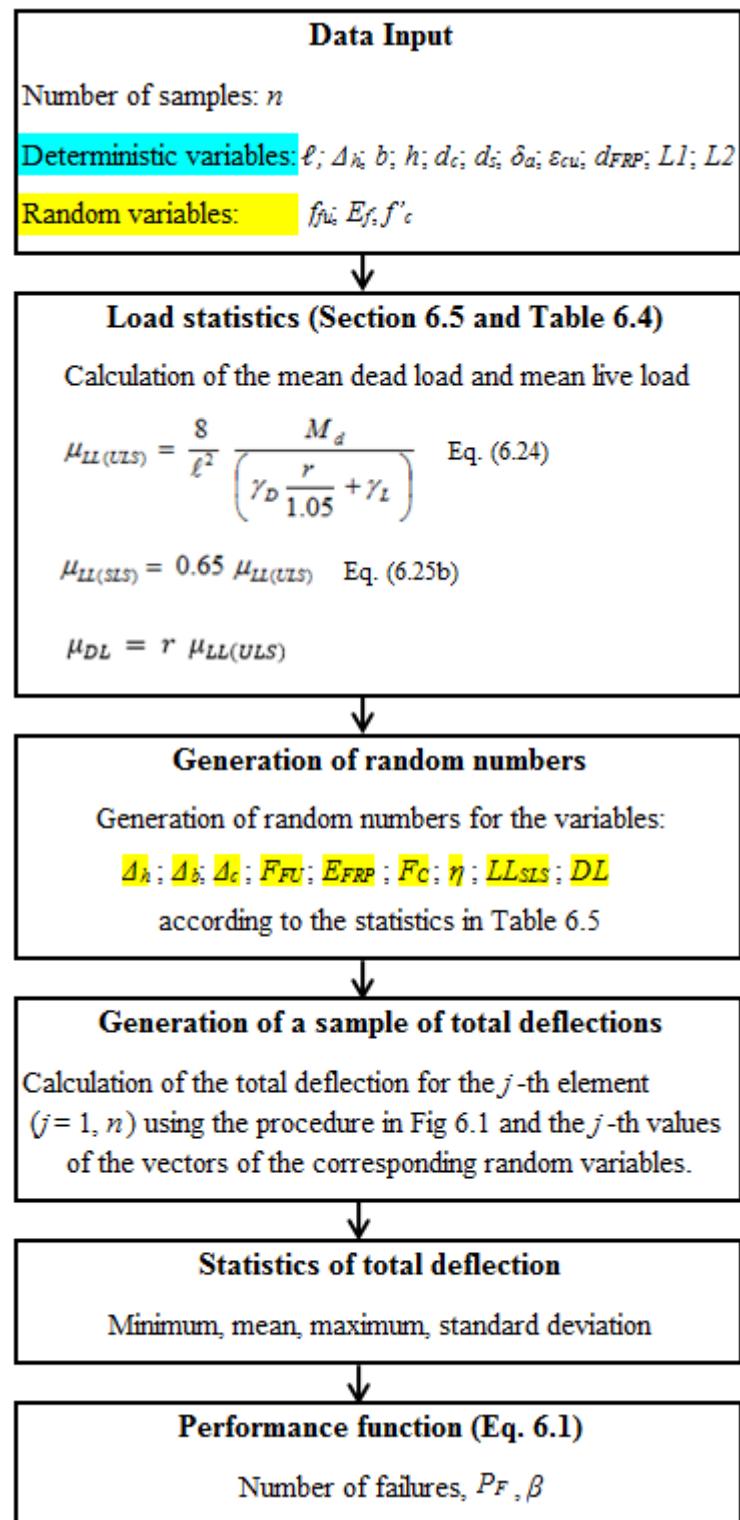 Data Input
Number of samples: n
Deterministic variables: ℓ; Δh; b; h; dc; ds; δa; εcu; dFRP; L1; L2
Random variables: ffu; Ef; f’c
Load statistics (Section 6.5 and Table 6.4)
Calculation of the mean dead load and mean live load
μLL(ULS) = 8/ℓ² Md/(γD r/1.05 + γL) Eq. (6.24)
μLL(SLS) = 0.65 μLL(ULS) Eq. (6.25b)
μDL = r μLL(ULS)
Generation of random numbers
Generation of random numbers for the variables:
Δh ; Δb; Δc ; FFU ; EFRP ; FC ; η ; LLSLS ; DL
according to the statistics in Table 6.5
Generation of a sample of total deflections
Calculation of the total deflection for the j -th element
(j = 1, n ) using the procedure in Fig 6.1 and the j -th values
of the vectors of the corresponding random variables.
Statistics of total deflection
Minimum, mean, maximum, standard deviation
Performance function (Eq. 6.1)
Number of failures, PF , β